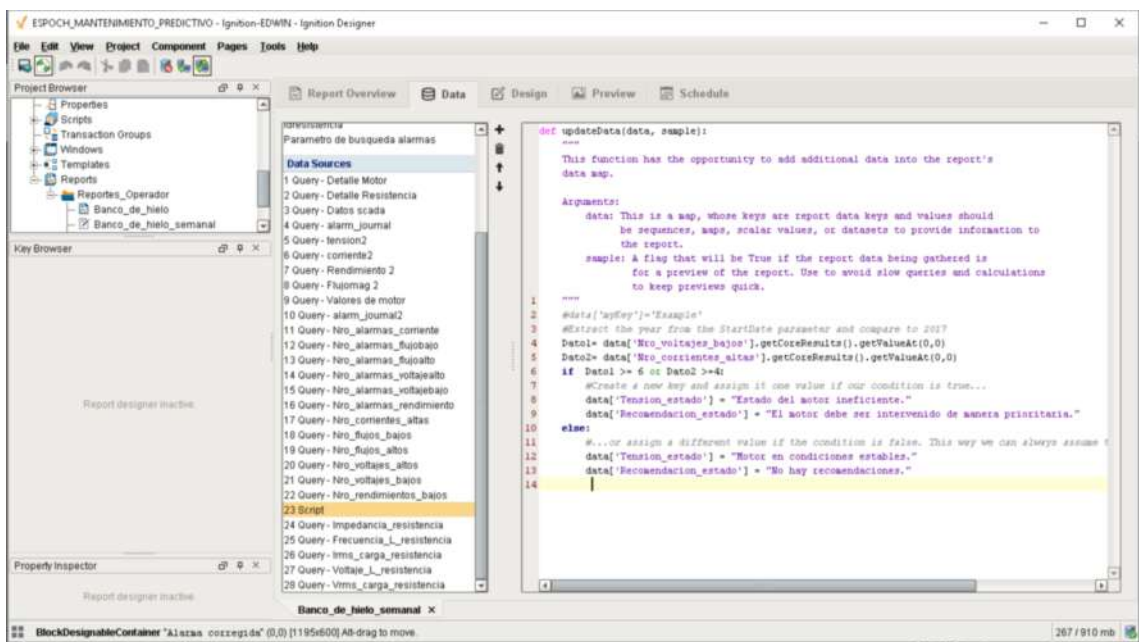 ESPOCH_MANTENIMIENTO_PREDICTIVO - Ignition-EDWIN - Ignition Designer
File Edit View Project Component Pages Tools Help
Project Browser
Properties
Scripts
Transaction Groups
Windows
Templates
Reports
Reportes_Operador
Banco_de_hielo
Banco_de_hielo_semanal
Key Browser
Report designer inactive.
Property Inspector
Report designer inactive.
Report Overview Data Design Preview Schedule
idresistencia
Parametro de busqueda alarmas
Data Sources
1 Query - Detalle Motor
2 Query - Detalle Resistencia
3 Query - Datos scada
4 Query - alarm_journal
5 Query - tension2
6 Query - corriente2
7 Query - Rendimiento 2
8 Query - Flujomag 2
9 Query - Valores de motor
10 Query - alarm_journal2
11 Query - Nro_alarmas_corriente
12 Query - Nro_alarmas_flujobajo
13 Query - Nro_alarmas_flujoalto
14 Query - Nro_alarmas_voltajealto
15 Query - Nro_alarmas_voltajebajo
16 Query - Nro_alarmas_rendimiento
17 Query - Nro_corrientes_altas
18 Query - Nro_flujos_bajos
19 Query - Nro_flujos_altos
20 Query - Nro_voltajes_altos
21 Query - Nro_voltajes_bajos
22 Query - Nro_rendimientos_bajos
23 Script
24 Query - Impedancia_resistencia
25 Query - Frecuencia_L_resistencia
26 Query - Irms_carga_resistencia
27 Query - Voltaje_L_resistencia
28 Query - Vrms_carga_resistencia
def updateData(data, sample):
"""
This function has the opportunity to add additional data into the report's
data map.
Arguments:
data: This is a map, whose keys are report data keys and values should
be sequences, maps, scalar values, or datasets to provide information to
the report.
sample: A flag that will be True if the report data being gathered is
for a preview of the report. Use to avoid slow queries and calculations
to keep previews quick.
1 """
2 #data['myKey']='Example'
3 #Extract the year from the StartDate parameter and compare to 2017
4 Dato1= data['Nro_voltajes_bajos'].getCoreResults().getValueAt(0,0)
5 Dato2= data['Nro_corrientes_altas'].getCoreResults().getValueAt(0,0)
6 if Dato1 >= 6 or Dato2 >=4:
7 #Create a new key and assign it one value if our condition is true...
8 data['Tension_estado'] = "Estado del motor ineficiente."
9 data['Recomendacion_estado'] = "El motor debe ser intervenido de manera prioritaria."
10 else:
11 #...or assign a different value if the condition is false. This way we can always assume t
12 data['Tension_estado'] = "Motor en condiciones estables."
13 data['Recomendacion_estado'] = "No hay recomendaciones."
14
Banco_de_hielo_semanal
BlockDesignableContainer "Alarma corregida" (0,0) [1195x600] Alt-drag to move.
267 / 910 mb